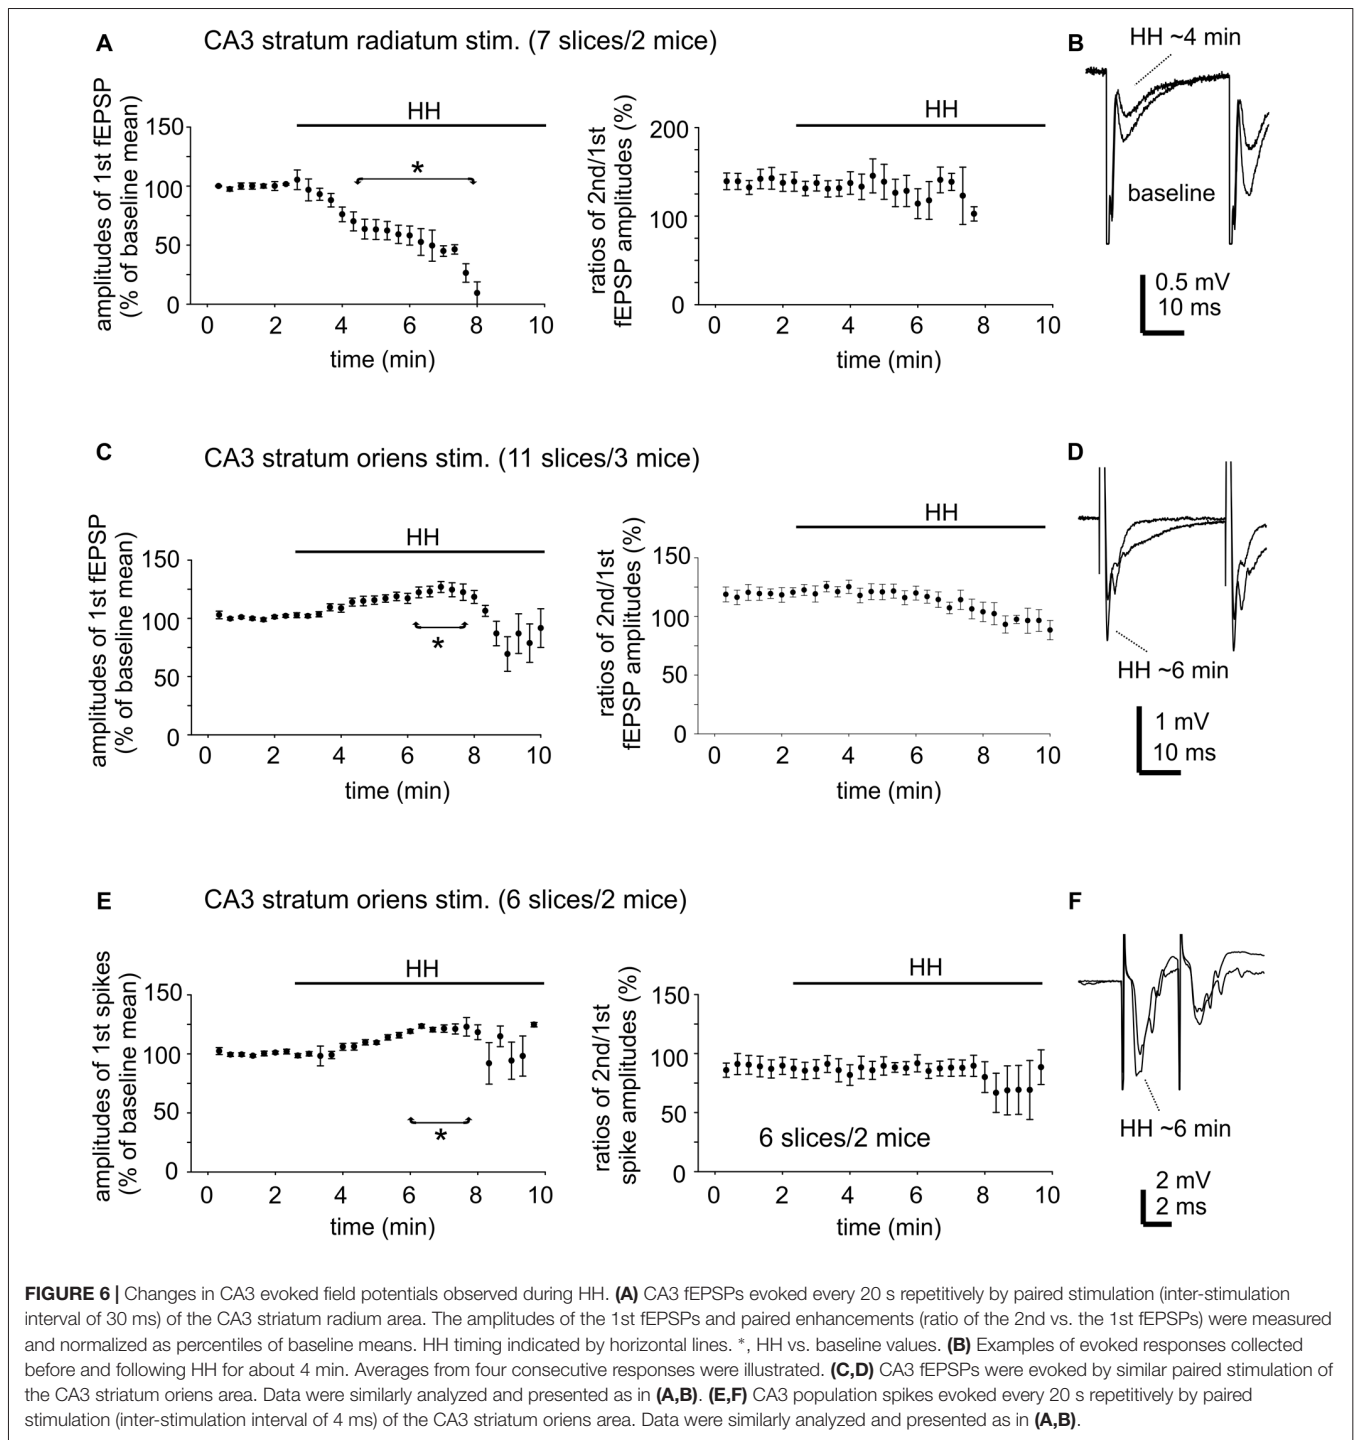 A
CA3 stratum radiatum stim. (7 slices/2 mice)
amplitudes of 1st fEPSP
(% of baseline mean)
150
100
50
0
HH
*
0 2 4 6 8 10
time (min)
ratios of 2nd/1st
fEPSP amplitudes (%)
200
100
0
HH
0 2 4 6 8 10
time (min)
B
HH ~4 min
baseline
0.5 mV
10 ms
C
CA3 stratum oriens stim. (11 slices/3 mice)
amplitudes of 1st fEPSP
(% of baseline mean)
150
100
50
0
HH
*
0 2 4 6 8 10
time (min)
ratios of 2nd/1st
fEPSP amplitudes (%)
150
100
50
0
HH
0 2 4 6 8 10
time (min)
D
HH ~6 min
1 mV
10 ms
E
CA3 stratum oriens stim. (6 slices/2 mice)
amplitudes of 1st spikes
(% of baseline mean)
150
100
50
0
HH
*
0 2 4 6 8 10
time (min)
ratios of 2nd/1st
spike amplitudes (%)
150
100
50
0
HH
6 slices/2 mice
0 2 4 6 8 10
time (min)
F
HH ~6 min
2 mV
2 ms
FIGURE 6 | Changes in CA3 evoked field potentials observed during HH. (A) CA3 fEPSPs evoked every 20 s repetitively by paired stimulation (inter-stimulation
interval of 30 ms) of the CA3 striatum radium area. The amplitudes of the 1st fEPSPs and paired enhancements (ratio of the 2nd vs. the 1st fEPSPs) were measured
and normalized as percentiles of baseline means. HH timing indicated by horizontal lines. *, HH vs. baseline values. (B) Examples of evoked responses collected
before and following HH for about 4 min. Averages from four consecutive responses were illustrated. (C,D) CA3 fEPSPs were evoked by similar paired stimulation of
the CA3 striatum oriens area. Data were similarly analyzed and presented as in (A,B). (E,F) CA3 population spikes evoked every 20 s repetitively by paired
stimulation (inter-stimulation interval of 4 ms) of the CA3 striatum oriens area. Data were similarly analyzed and presented as in (A,B).